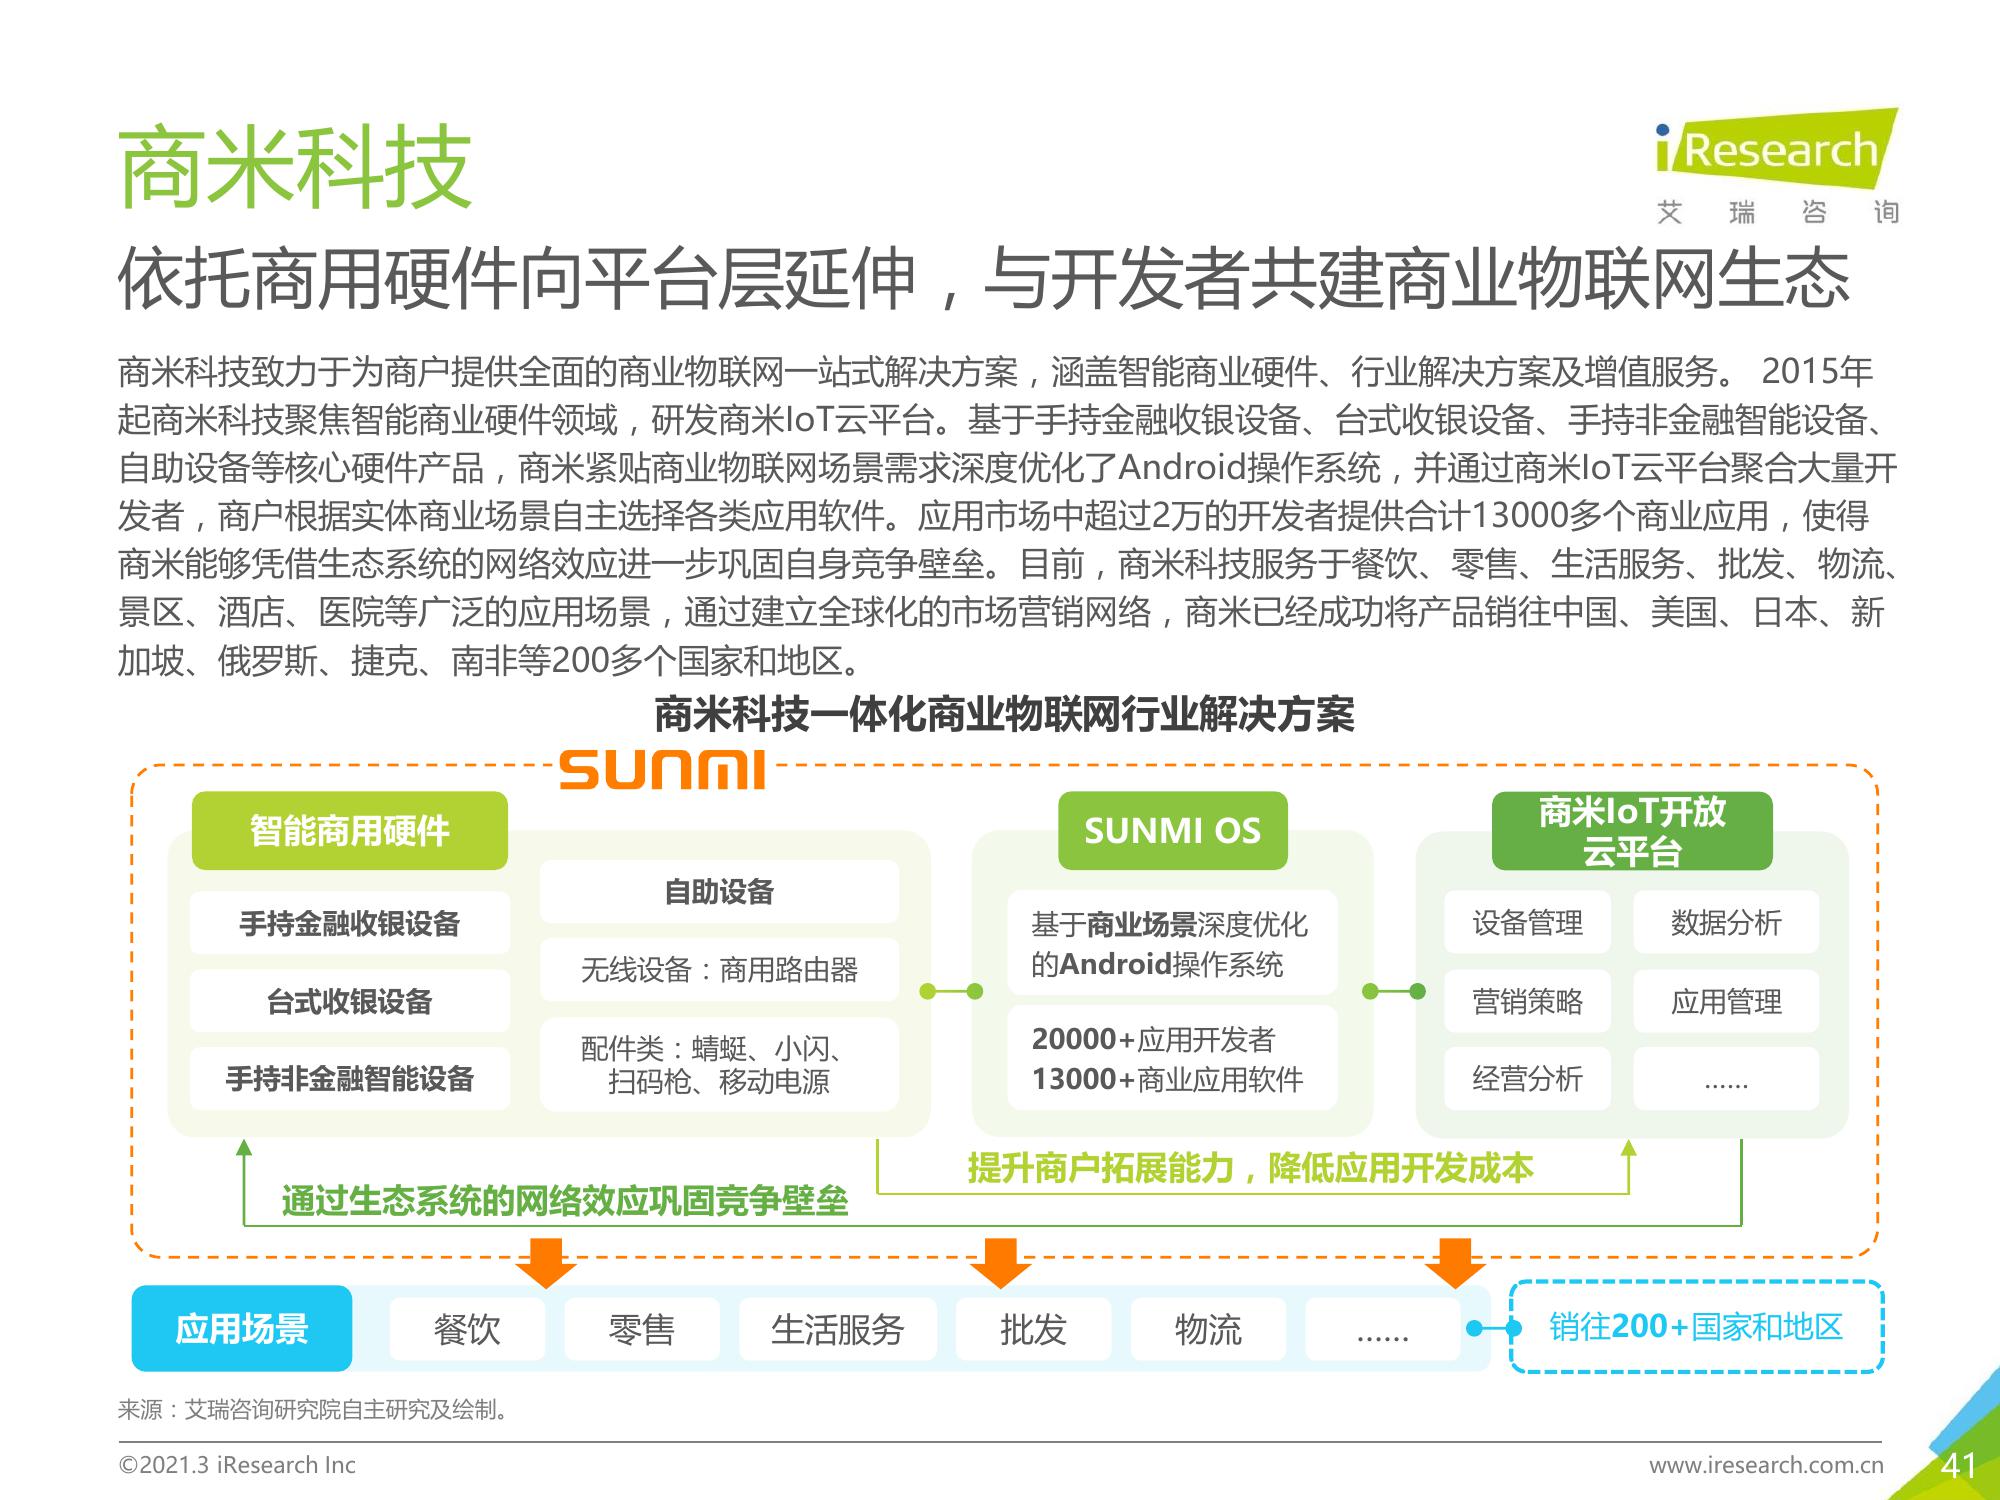 商米科技
iResearch
艾瑞咨询
依托商用硬件向平台层延伸，与开发者共建商业物联网生态
商米科技致力于为商户提供全面的商业物联网一站式解决方案，涵盖智能商业硬件、行业解决方案及增值服务。 2015年
起商米科技聚焦智能商业硬件领域，研发商米IoT云平台。基于手持金融收银设备、台式收银设备、手持非金融智能设备、
自助设备等核心硬件产品，商米紧贴商业物联网场景需求深度优化了Android操作系统，并通过商米IoT云平台聚合大量开
发者，商户根据实体商业场景自主选择各类应用软件。应用市场中超过2万的开发者提供合计13000多个商业应用，使得
商米能够凭借生态系统的网络效应进一步巩固自身竞争壁垒。目前，商米科技服务于餐饮、零售、生活服务、批发、物流、
景区、酒店、医院等广泛的应用场景，通过建立全球化的市场营销网络，商米已经成功将产品销往中国、美国、日本、新
加坡、俄罗斯、捷克、南非等200多个国家和地区。
商米科技一体化商业物联网行业解决方案
SUNMI
智能商用硬件
手持金融收银设备
台式收银设备
手持非金融智能设备
自助设备
无线设备：商用路由器
配件类：蜻蜓、小闪、
扫码枪、移动电源
SUNMI OS
基于商业场景深度优化
的Android操作系统
20000+应用开发者
13000+商业应用软件
商米IoT开放
云平台
设备管理
数据分析
营销策略
应用管理
经营分析
……
提升商户拓展能力，降低应用开发成本
通过生态系统的网络效应巩固竞争壁垒
应用场景
餐饮
零售
生活服务
批发
物流
……
销往200+国家和地区
来源：艾瑞咨询研究院自主研究及绘制。
©2021.3 iResearch Inc
www.iresearch.com.cn
41